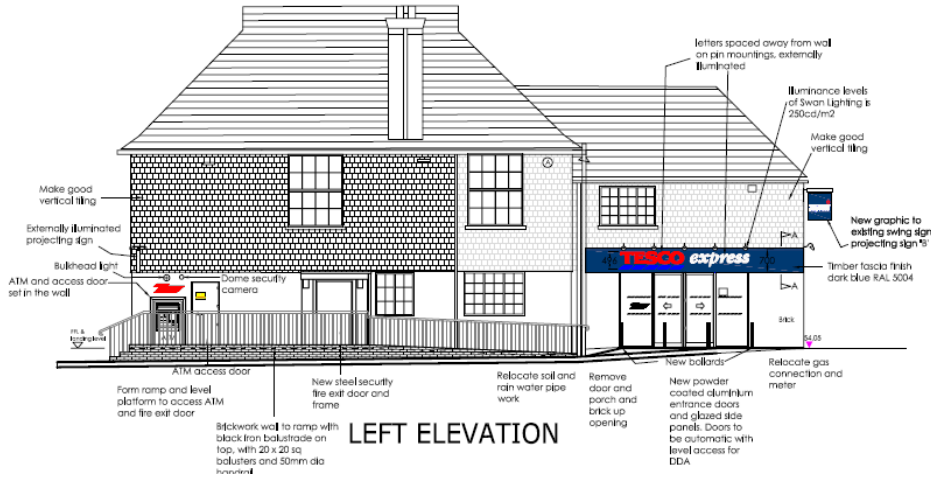 letters spaced away from wall
on pin mountings, externally
illuminated
Illuminance levels
of Swan Lighting is
250cd/m2
Make good
vertical tiling
New graphic to
existing swing sign
projecting sign "B"
Timber fascia finish
dark blue RAL 5004
Make good
vertical tiling
Externally illuminated
projecting sign
Bulkhead light
ATM and access door
set in the wall
Dome security
camera
TESCO express
A
A
A
Brick
54.05
FFL &
landing level
ATM access door
Form ramp and level
platform to access ATM
and fire exit door
New steel security
fire exit door and
frame
Brickwork wall to ramp with
black iron balustrade on
top, with 20 x 20 sq
balusters and 50mm dia
handrail
Relocate soil and
rain water pipe
work
Remove
door and
porch and
brick up
opening
New bollards
New powder
coated aluminium
entrance doors
and glazed side
panels. Doors to
be automatic with
level access for
DDA
Relocate gas
connection and
meter
LEFT ELEVATION